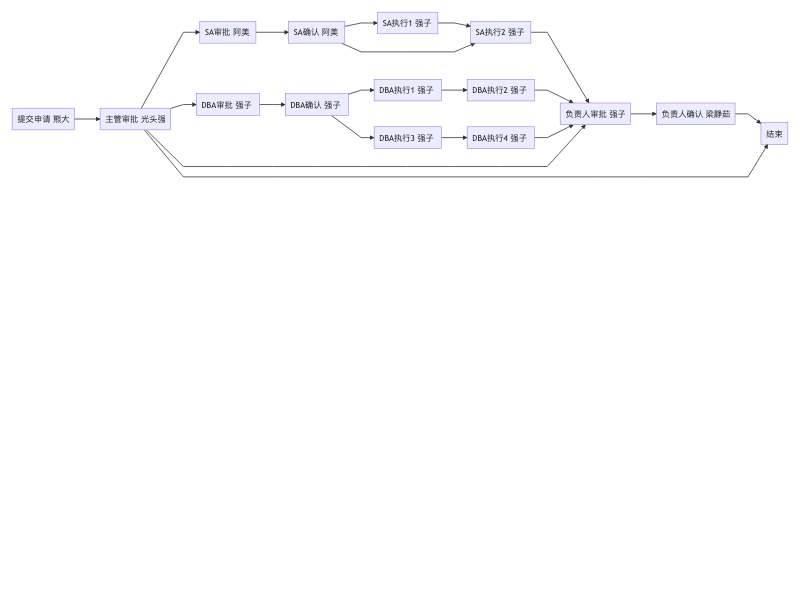 提交申请 熊大
主管审批 光头强
SA审批 阿美
SA确认 阿美
SA执行1 强子
SA执行2 强子
DBA审批 强子
DBA确认 强子
DBA执行1 强子
DBA执行2 强子
DBA执行3 强子
DBA执行4 强子
负责人审批 强子
负责人确认 梁静茹
结束